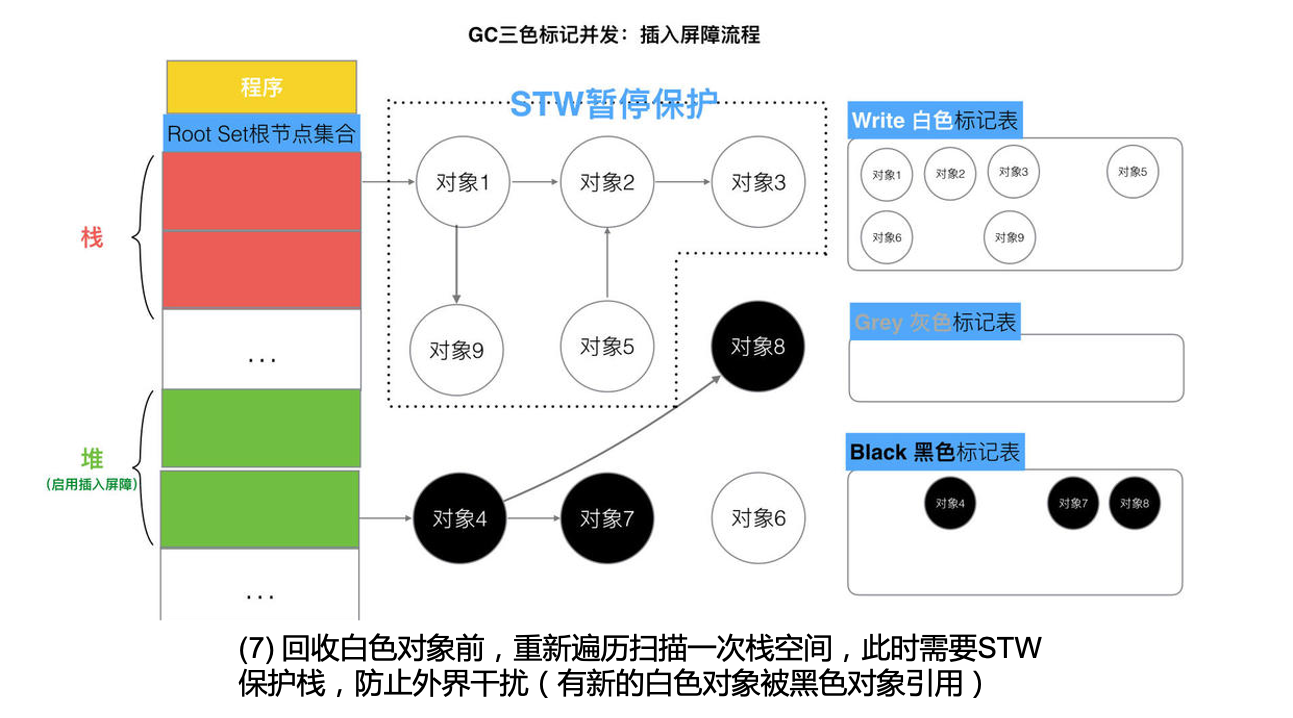 GC三色标记并发：插入屏障流程
程序
STW暂停保护
Root Set根节点集合
栈
...
堆
（启用插入屏障）
...
对象1
对象2
对象3
对象9
对象5
对象8
对象4
对象7
对象6
Write 白色标记表
对象1
对象2
对象3
对象5
对象6
对象9
Grey 灰色标记表
Black 黑色标记表
对象4
对象7
对象8
(7) 回收白色对象前，重新遍历扫描一次栈空间，此时需要STW
保护栈，防止外界干扰（有新的白色对象被黑色对象引用）